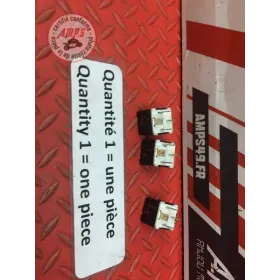 AMPS
Quantité 1 = une pièce
Quantity 1 = one piece
AMPS49.FR